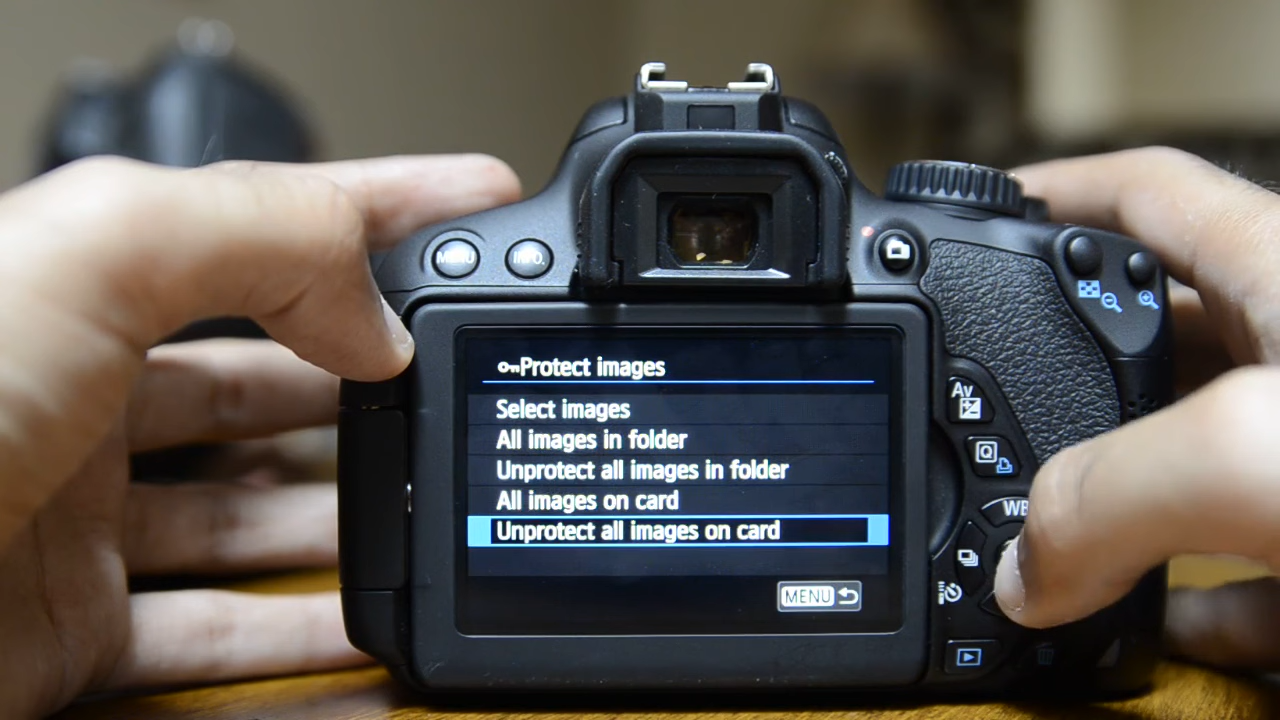 MENU
INFO.
Protect images
Select images
All images in folder
Unprotect all images in folder
All images on card
Unprotect all images on card
MENU
Av
Q
WB